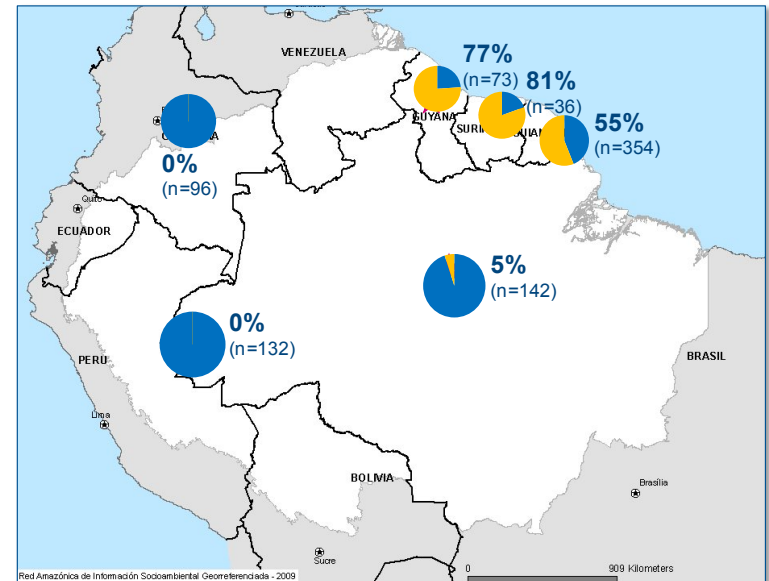 VENEZUELA
77%
(n=73)
81%
(n=36)
55%
(n=354)
GUYANA
0%
(n=96)
Quito
ECUADOR
5%
(n=142)
0%
(n=132)
PERU
BRASIL
Lima
BOLIVIA
Brasília
Sucre
0
909 Kilometers
Red Amazónica de Información Socioambiental Georreferenciada - 2009